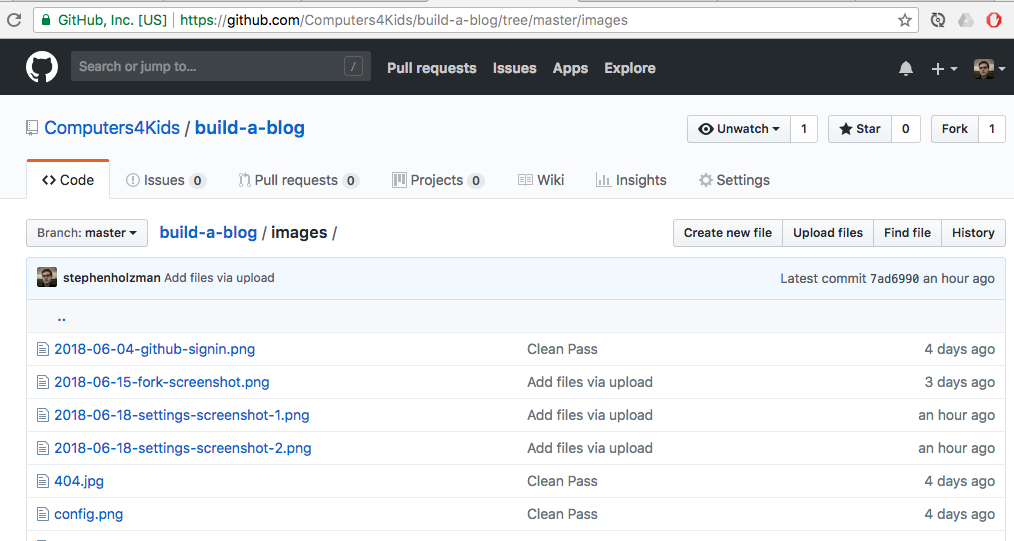 GitHub, Inc. [US] https://github.com/Computers4Kids/build-a-blog/tree/master/images
Search or jump to... / Pull requests Issues Apps Explore
Computers4Kids / build-a-blog Unwatch 1 Star 0 Fork 1
Code Issues 0 Pull requests 0 Projects 0 Wiki Insights Settings
Branch: master build-a-blog / images / Create new file Upload files Find file History
stephenholzman Add files via upload Latest commit 7ad6990 an hour ago
..
2018-06-04-github-signin.png Clean Pass 4 days ago
2018-06-15-fork-screenshot.png Add files via upload 3 days ago
2018-06-18-settings-screenshot-1.png Add files via upload an hour ago
2018-06-18-settings-screenshot-2.png Add files via upload an hour ago
404.jpg Clean Pass 4 days ago
config.png Clean Pass 4 days ago